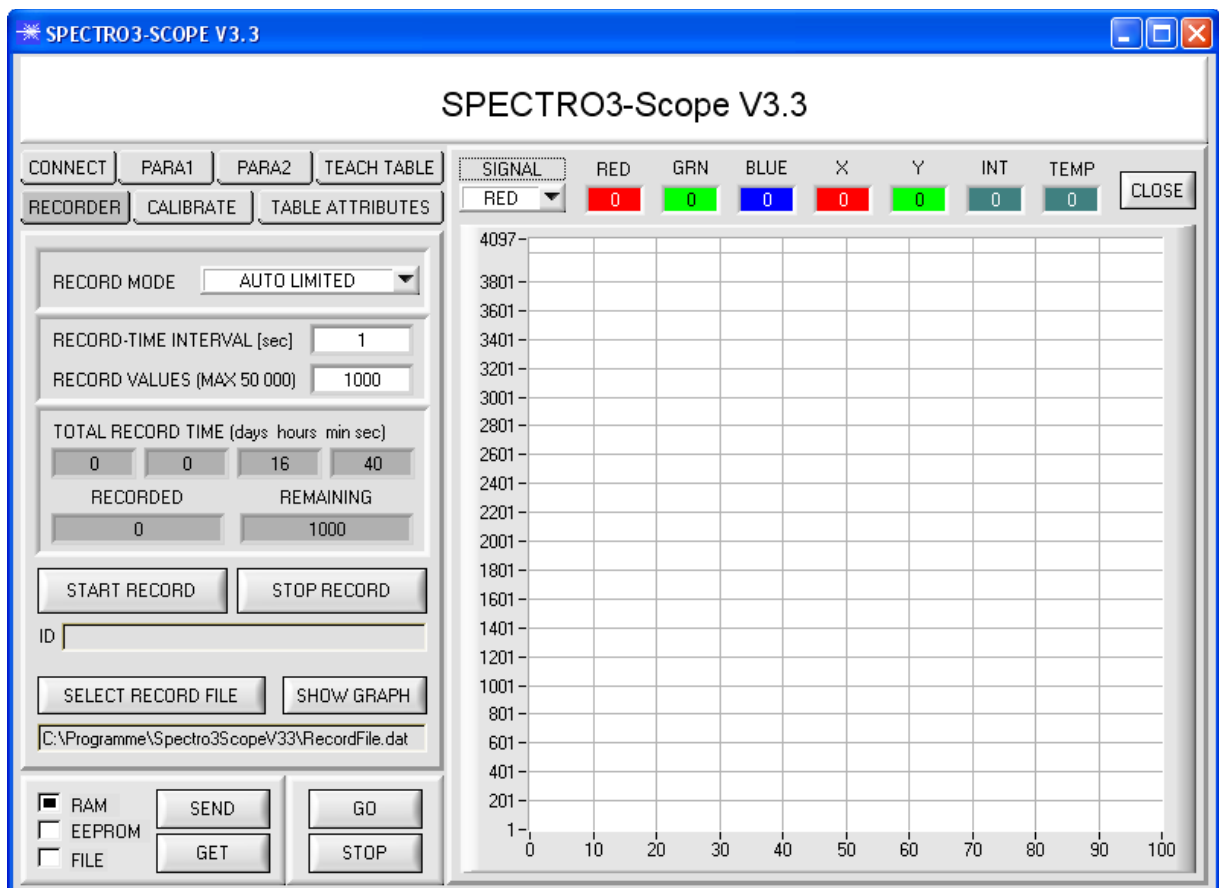 SPECTRO3-SCOPE V3.3
SPECTRO3-Scope V3.3
CONNECT PARA1 PARA2 TEACH TABLE
RECORDER CALIBRATE TABLE ATTRIBUTES
RECORD MODE AUTO LIMITED
RECORD-TIME INTERVAL [sec] 1
RECORD VALUES (MAX 50 000) 1000
TOTAL RECORD TIME (days hours min sec)
0 0 16 40
RECORDED REMAINING
0 1000
START RECORD STOP RECORD
ID
SELECT RECORD FILE SHOW GRAPH
C:\Programme\Spectro3ScopeV33\RecordFile.dat
RAM
EEPROM
FILE
SEND
GET
GO
STOP
SIGNAL RED GRN BLUE X Y INT TEMP
RED 0 0 0 0 0 0 0
CLOSE
4097
3801
3601
3401
3201
3001
2801
2601
2401
2201
2001
1801
1601
1401
1201
1001
801
601
401
201
1
0 10 20 30 40 50 60 70 80 90 100